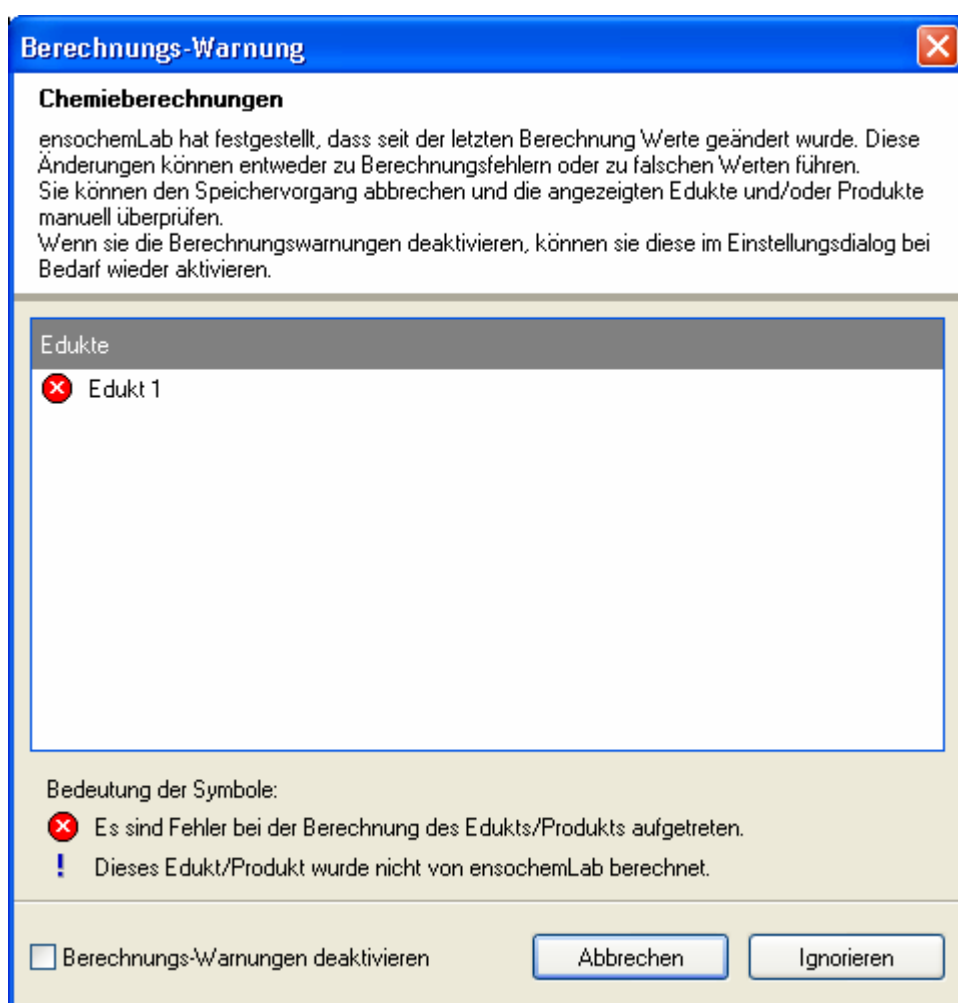 Berechnungs-Warnung
Chemieberechnungen
ensochemLab hat festgestellt, dass seit der letzten Berechnung Werte geändert wurde. Diese
Änderungen können entweder zu Berechnungsfehlern oder zu falschen Werten führen.
Sie können den Speichervorgang abbrechen und die angezeigten Edukte und/oder Produkte
manuell überprüfen.
Wenn sie die Berechnungswarnungen deaktivieren, können sie diese im Einstellungsdialog bei
Bedarf wieder aktivieren.
Edukte
Edukt 1
Bedeutung der Symbole:
Es sind Fehler bei der Berechnung des Edukts/Produkts aufgetreten.
! Dieses Edukt/Produkt wurde nicht von ensochemLab berechnet.
Berechnungs-Warnungen deaktivieren Abbrechen Ignorieren